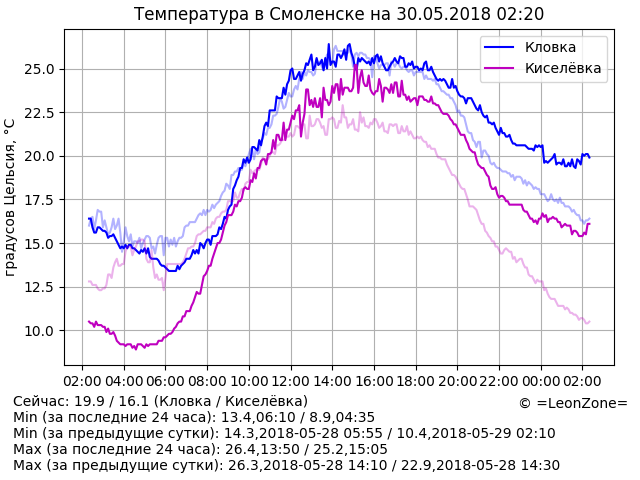 Температура в Смоленске на 30.05.2018 02:20
Кловка
Киселёвка
градусов Цельсия, °C
25.0
22.5
20.0
17.5
15.0
12.5
10.0
02:00 04:00 06:00 08:00 10:00 12:00 14:00 16:00 18:00 20:00 22:00 00:00 02:00
Сейчас: 19.9 / 16.1 (Кловка / Киселёвка)
© =LeonZone=
Min (за последние 24 часа): 13.4,06:10 / 8.9,04:35
Min (за предыдущие сутки): 14.3,2018-05-28 05:55 / 10.4,2018-05-29 02:10
Max (за последние 24 часа): 26.4,13:50 / 25.2,15:05
Max (за предыдущие сутки): 26.3,2018-05-28 14:10 / 22.9,2018-05-28 14:30